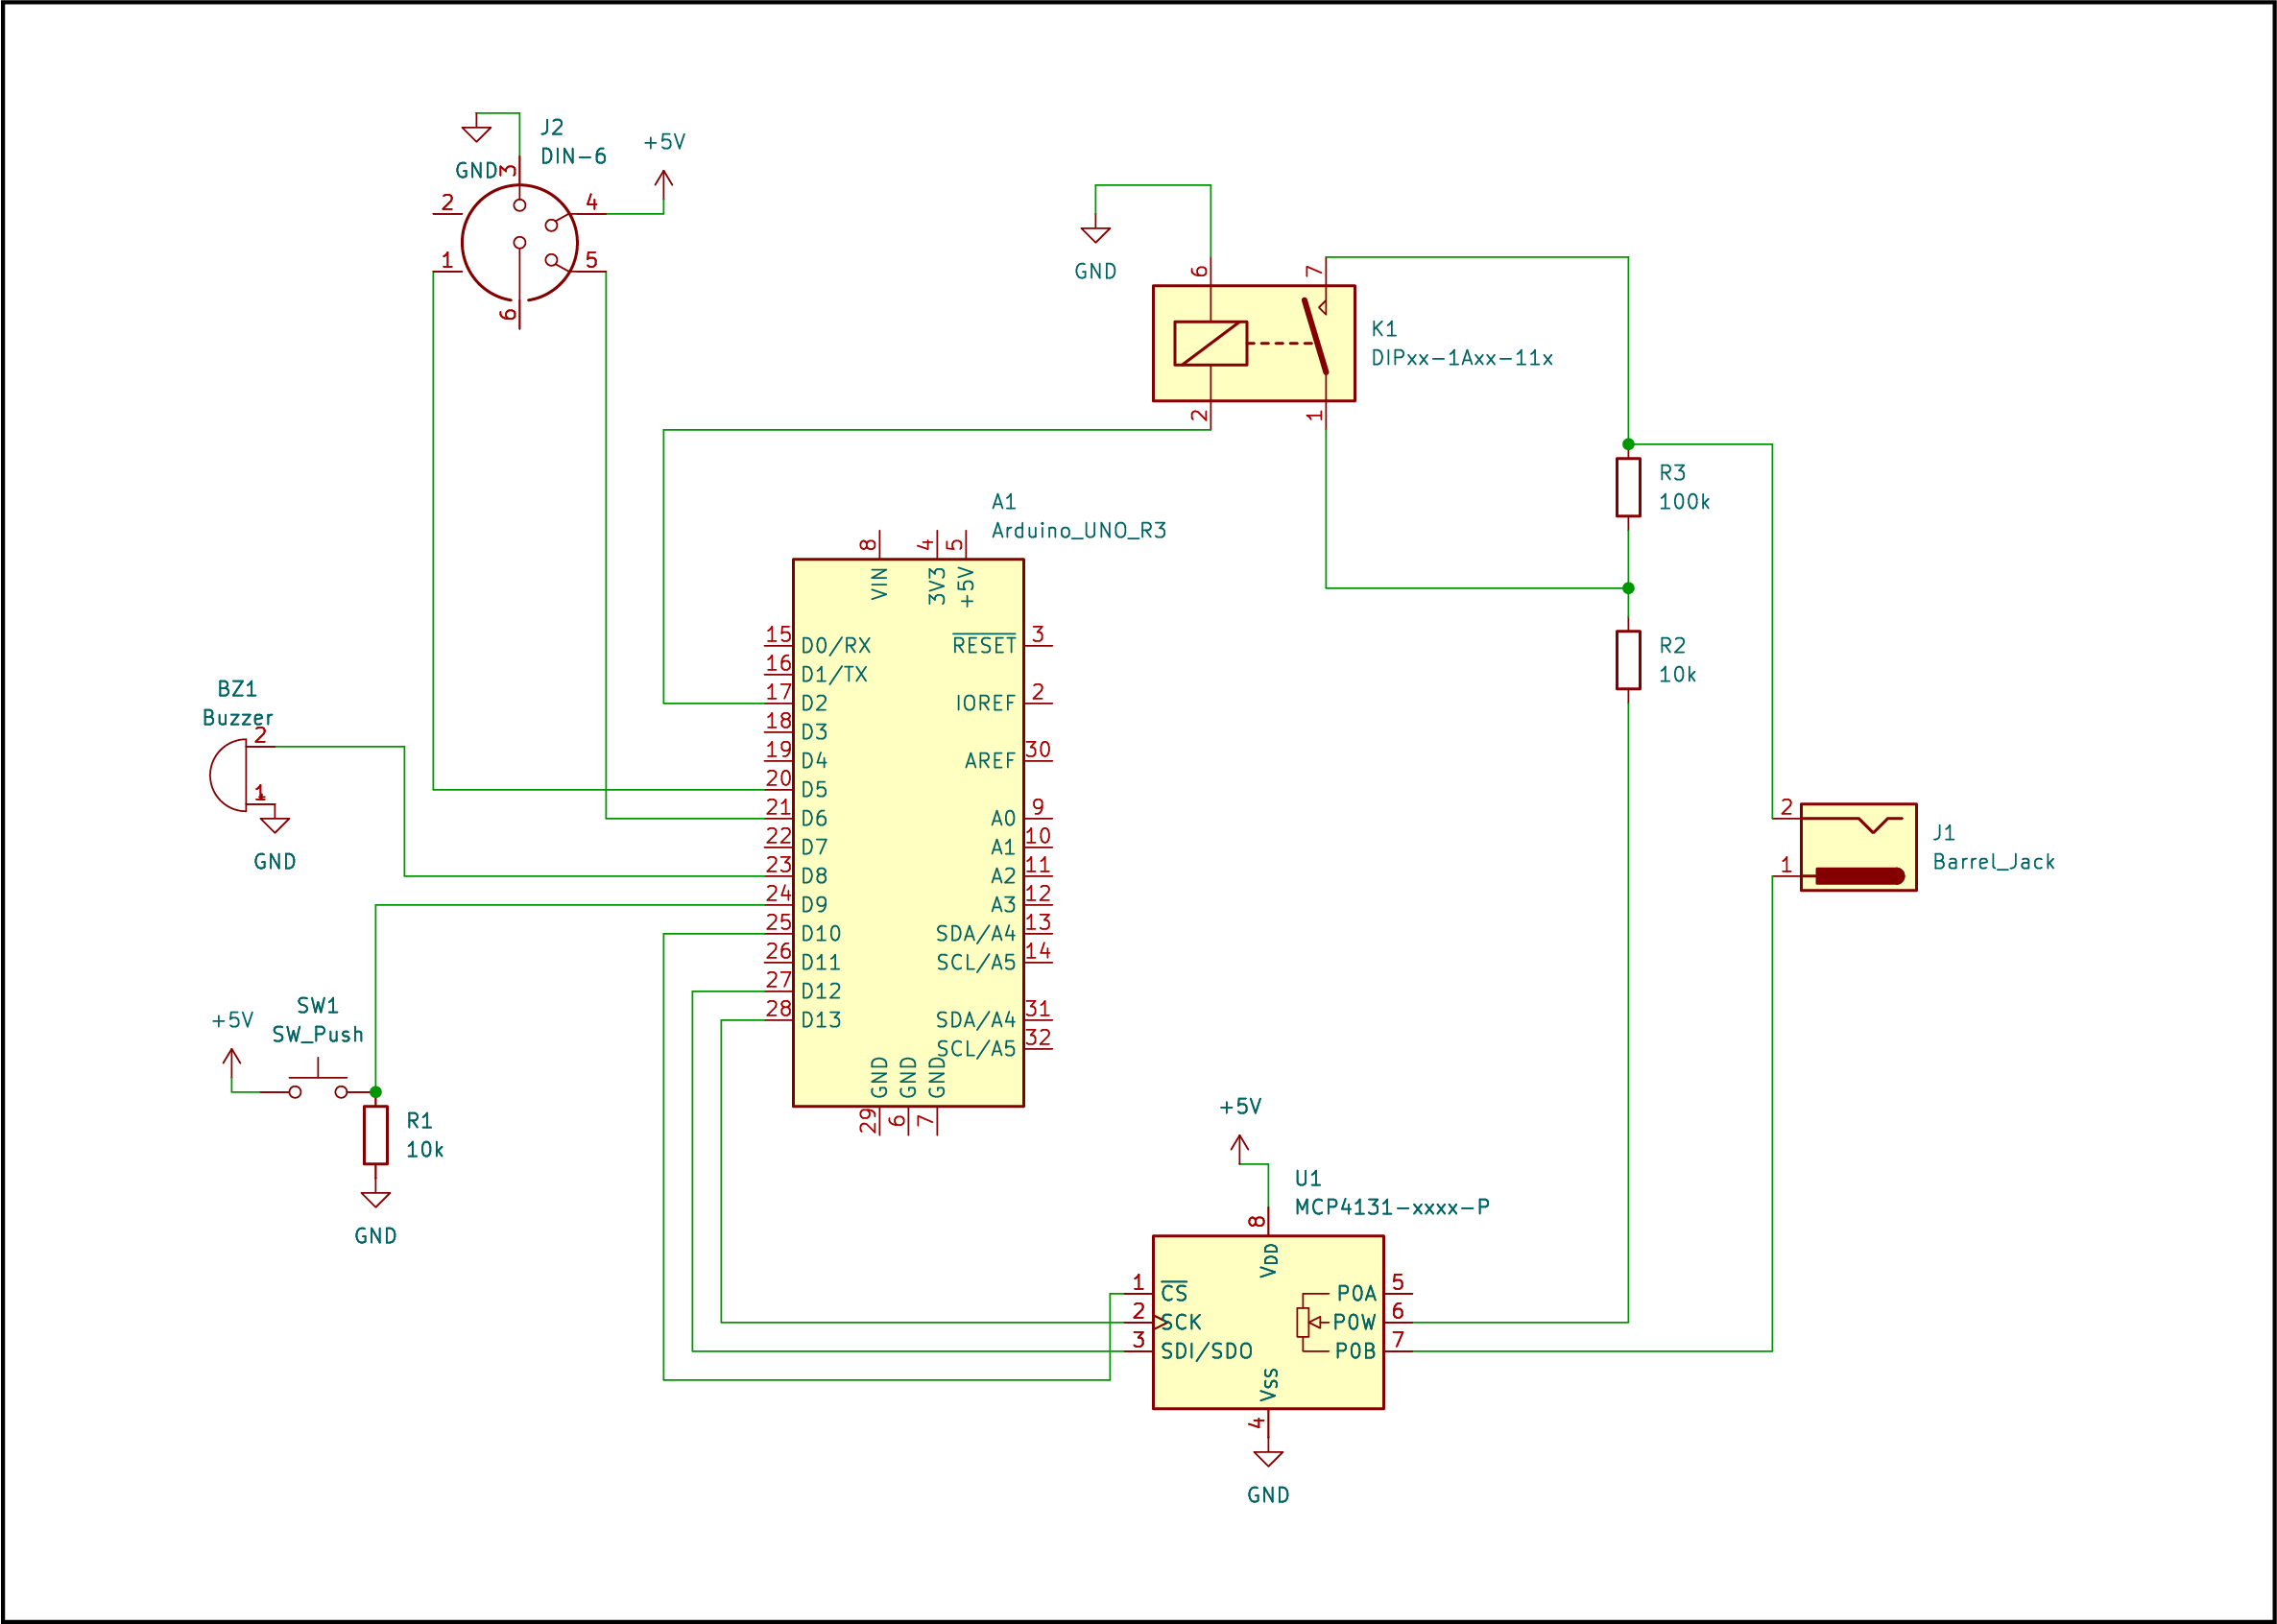 J2
DIN-6
+5V
GND
3
2
4
1
5
6
GND
6
7
K1
DIPxx-1Axx-11x
2
1
R3
100k
A1
Arduino_UNO_R3
8
4
5
VIN
3V3
+5V
15 D0/RX
RESET 3
16 D1/TX
17 D2
IOREF 2
18 D3
19 D4
AREF 30
20 D5
21 D6
A0 9
22 D7
A1 10
23 D8
A2 11
24 D9
A3 12
25 D10
SDA/A4 13
26 D11
SCL/A5 14
27 D12
28 D13
SDA/A4 31
SCL/A5 32
GND
GND
GND
29
6
7
R2
10k
BZ1
Buzzer
2
1
GND
2
1
J1
Barrel_Jack
+5V
SW1
SW_Push
R1
10k
GND
+5V
U1
MCP4131-xxxx-P
8
VDD
1 CS
P0A 5
2 SCK
P0W 6
3 SDI/SDO
P0B 7
VSS
4
GND